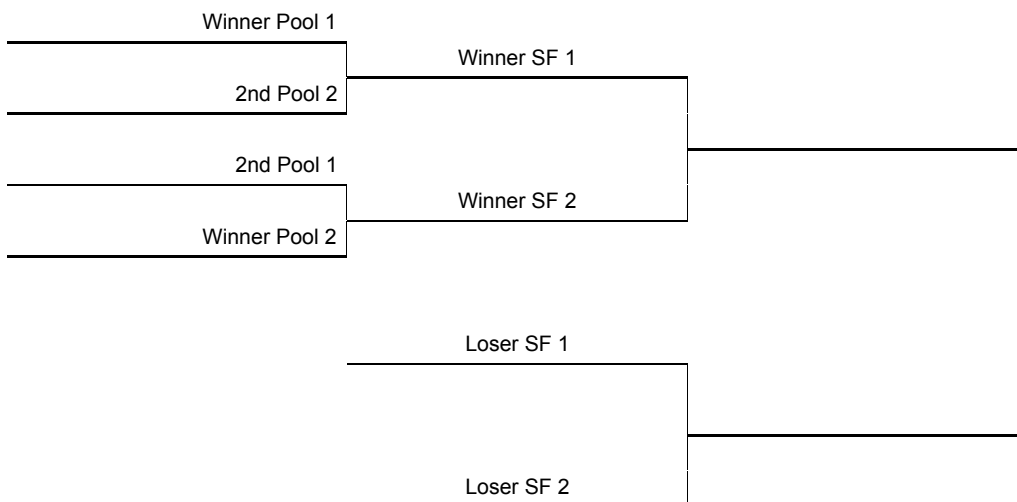 Winner Pool 1
Winner SF 1
2nd Pool 2
2nd Pool 1
Winner SF 2
Winner Pool 2
Loser SF 1
Loser SF 2